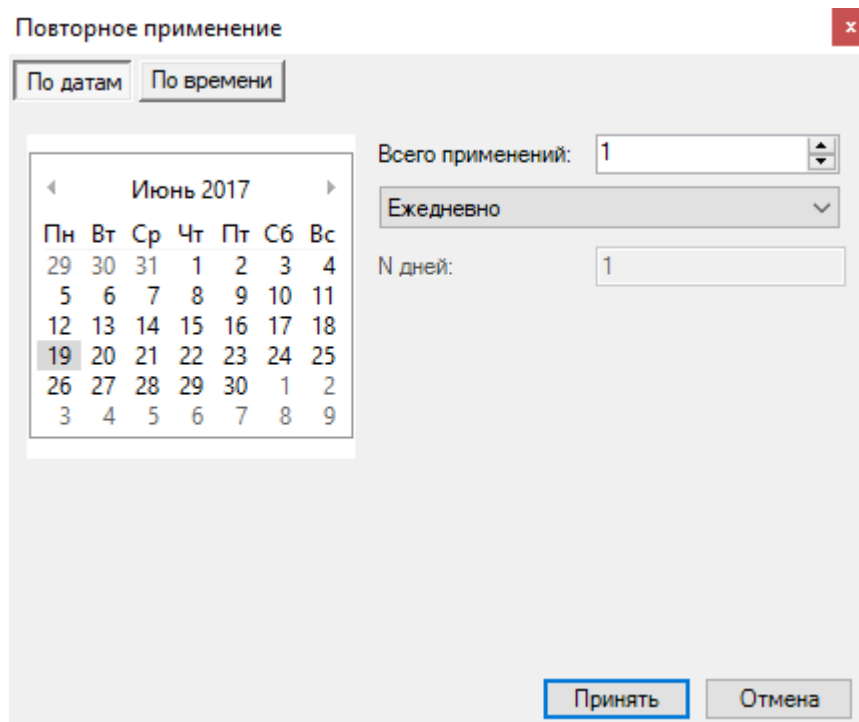 Повторное применение
x
По датам По времени
Всего применений: 1
Июнь 2017
Ежедневно
Пн Вт Ср Чт Пт Сб Вс
29 30 31 1 2 3 4
N дней: 1
5 6 7 8 9 10 11
12 13 14 15 16 17 18
19 20 21 22 23 24 25
26 27 28 29 30 1 2
3 4 5 6 7 8 9
Принять Отмена